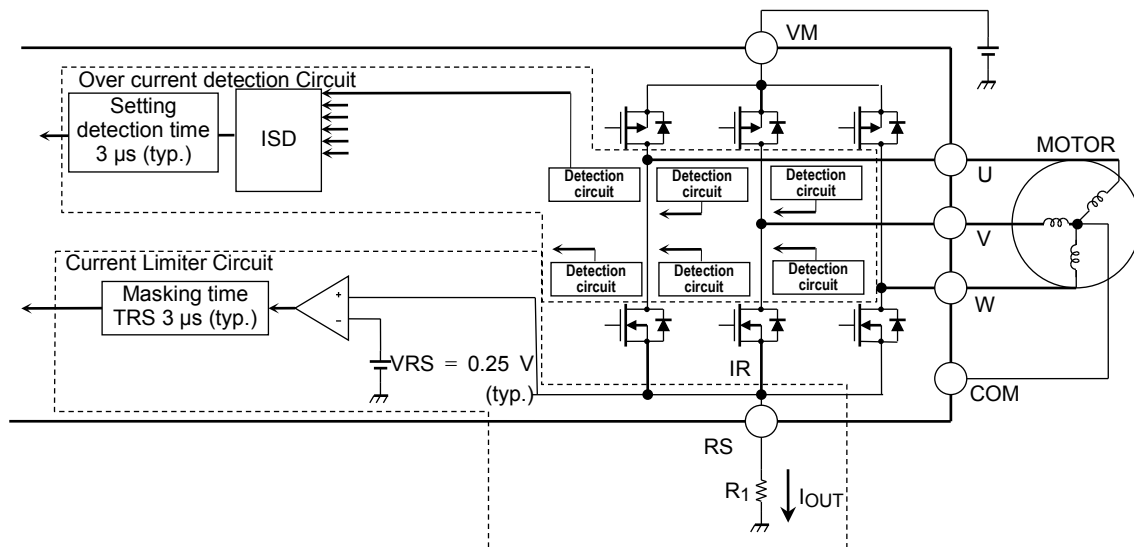 VM
Over current detection Circuit
Setting
detection time
3 µs (typ.)
ISD
Detection
circuit
Detection
circuit
Detection
circuit
Detection
circuit
Detection
circuit
Detection
circuit
U
MOTOR
V
W
COM
Current Limiter Circuit
Masking time
TRS 3 µs (typ.)
+
−
VRS = 0.25 V
(typ.)
IR
RS
R1
IOUT